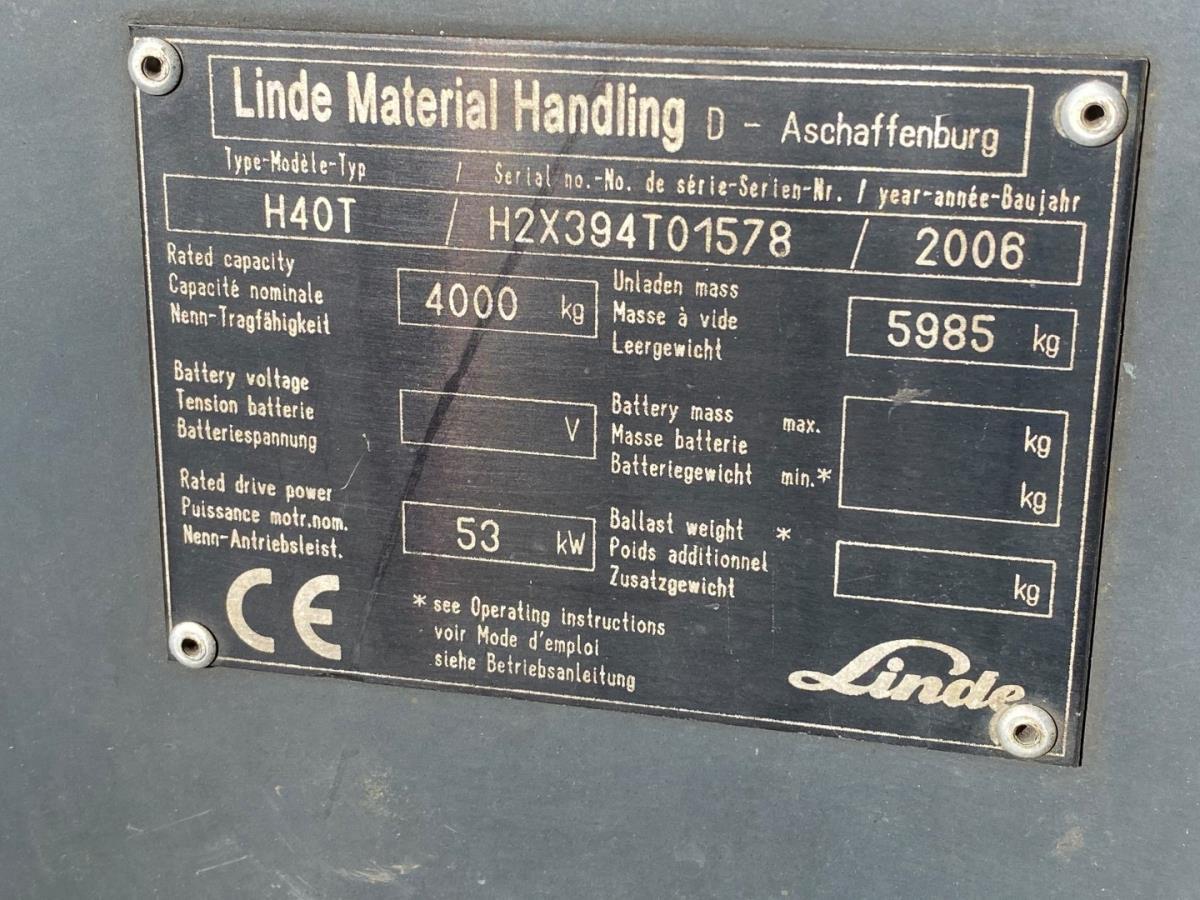 Linde Material Handling D - Aschaffenburg
Type-Modèle-Typ / Serial no.-No. de série-Serien-Nr. / year-année-Baujahr
H40T / H2X394T01578 / 2006
Rated capacity
Capacité nominale
Nenn-Tragfähigkeit
4000 kg
Unladen mass
Masse à vide
Leergewicht
5985 kg
Battery voltage
Tension batterie
Batteriespannung
V
Battery mass max.
Masse batterie
Batteriegewicht min.*
kg
kg
Rated drive power
Puissance motr.nom.
Nenn-Antriebsleist.
53 kW
Ballast weight *
Poids additionnel
Zusatzgewicht
kg
CE
* see Operating instructions
voir Mode d'emploi
siehe Betriebsanleitung
Linde